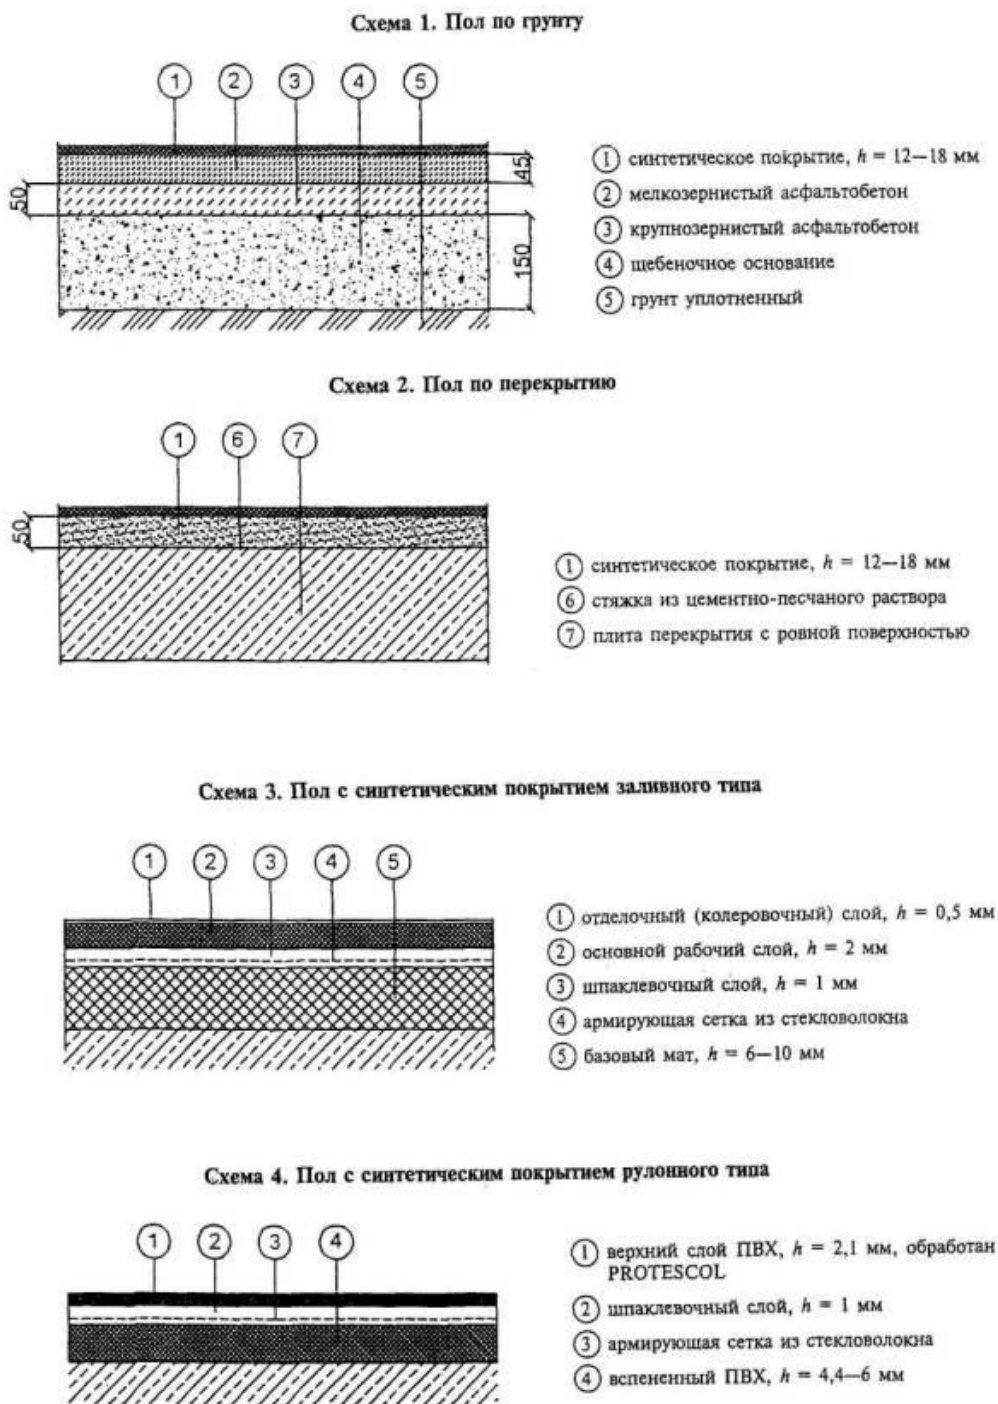 Схема 1. Пол по грунту
1 2 3 4 5
50
45
150
1 синтетическое покрытие, h = 12—18 мм
2 мелкозернистый асфальтобетон
3 крупнозернистый асфальтобетон
4 щебеночное основание
5 грунт уплотненный
Схема 2. Пол по перекрытию
1 6 7
50
1 синтетическое покрытие, h = 12—18 мм
6 стяжка из цементно-песчаного раствора
7 плита перекрытия с ровной поверхностью
Схема 3. Пол с синтетическим покрытием заливного типа
1 2 3 4 5
1 отделочный (колеровочный) слой, h = 0,5 мм
2 основной рабочий слой, h = 2 мм
3 шпаклевочный слой, h = 1 мм
4 армирующая сетка из стекловолокна
5 базовый мат, h = 6—10 мм
Схема 4. Пол с синтетическим покрытием рулонного типа
1 2 3 4
1 верхний слой ПВХ, h = 2,1 мм, обработан
PROTESCOL
2 шпаклевочный слой, h = 1 мм
3 армирующая сетка из стекловолокна
4 вспененный ПВХ, h = 4,4—6 мм